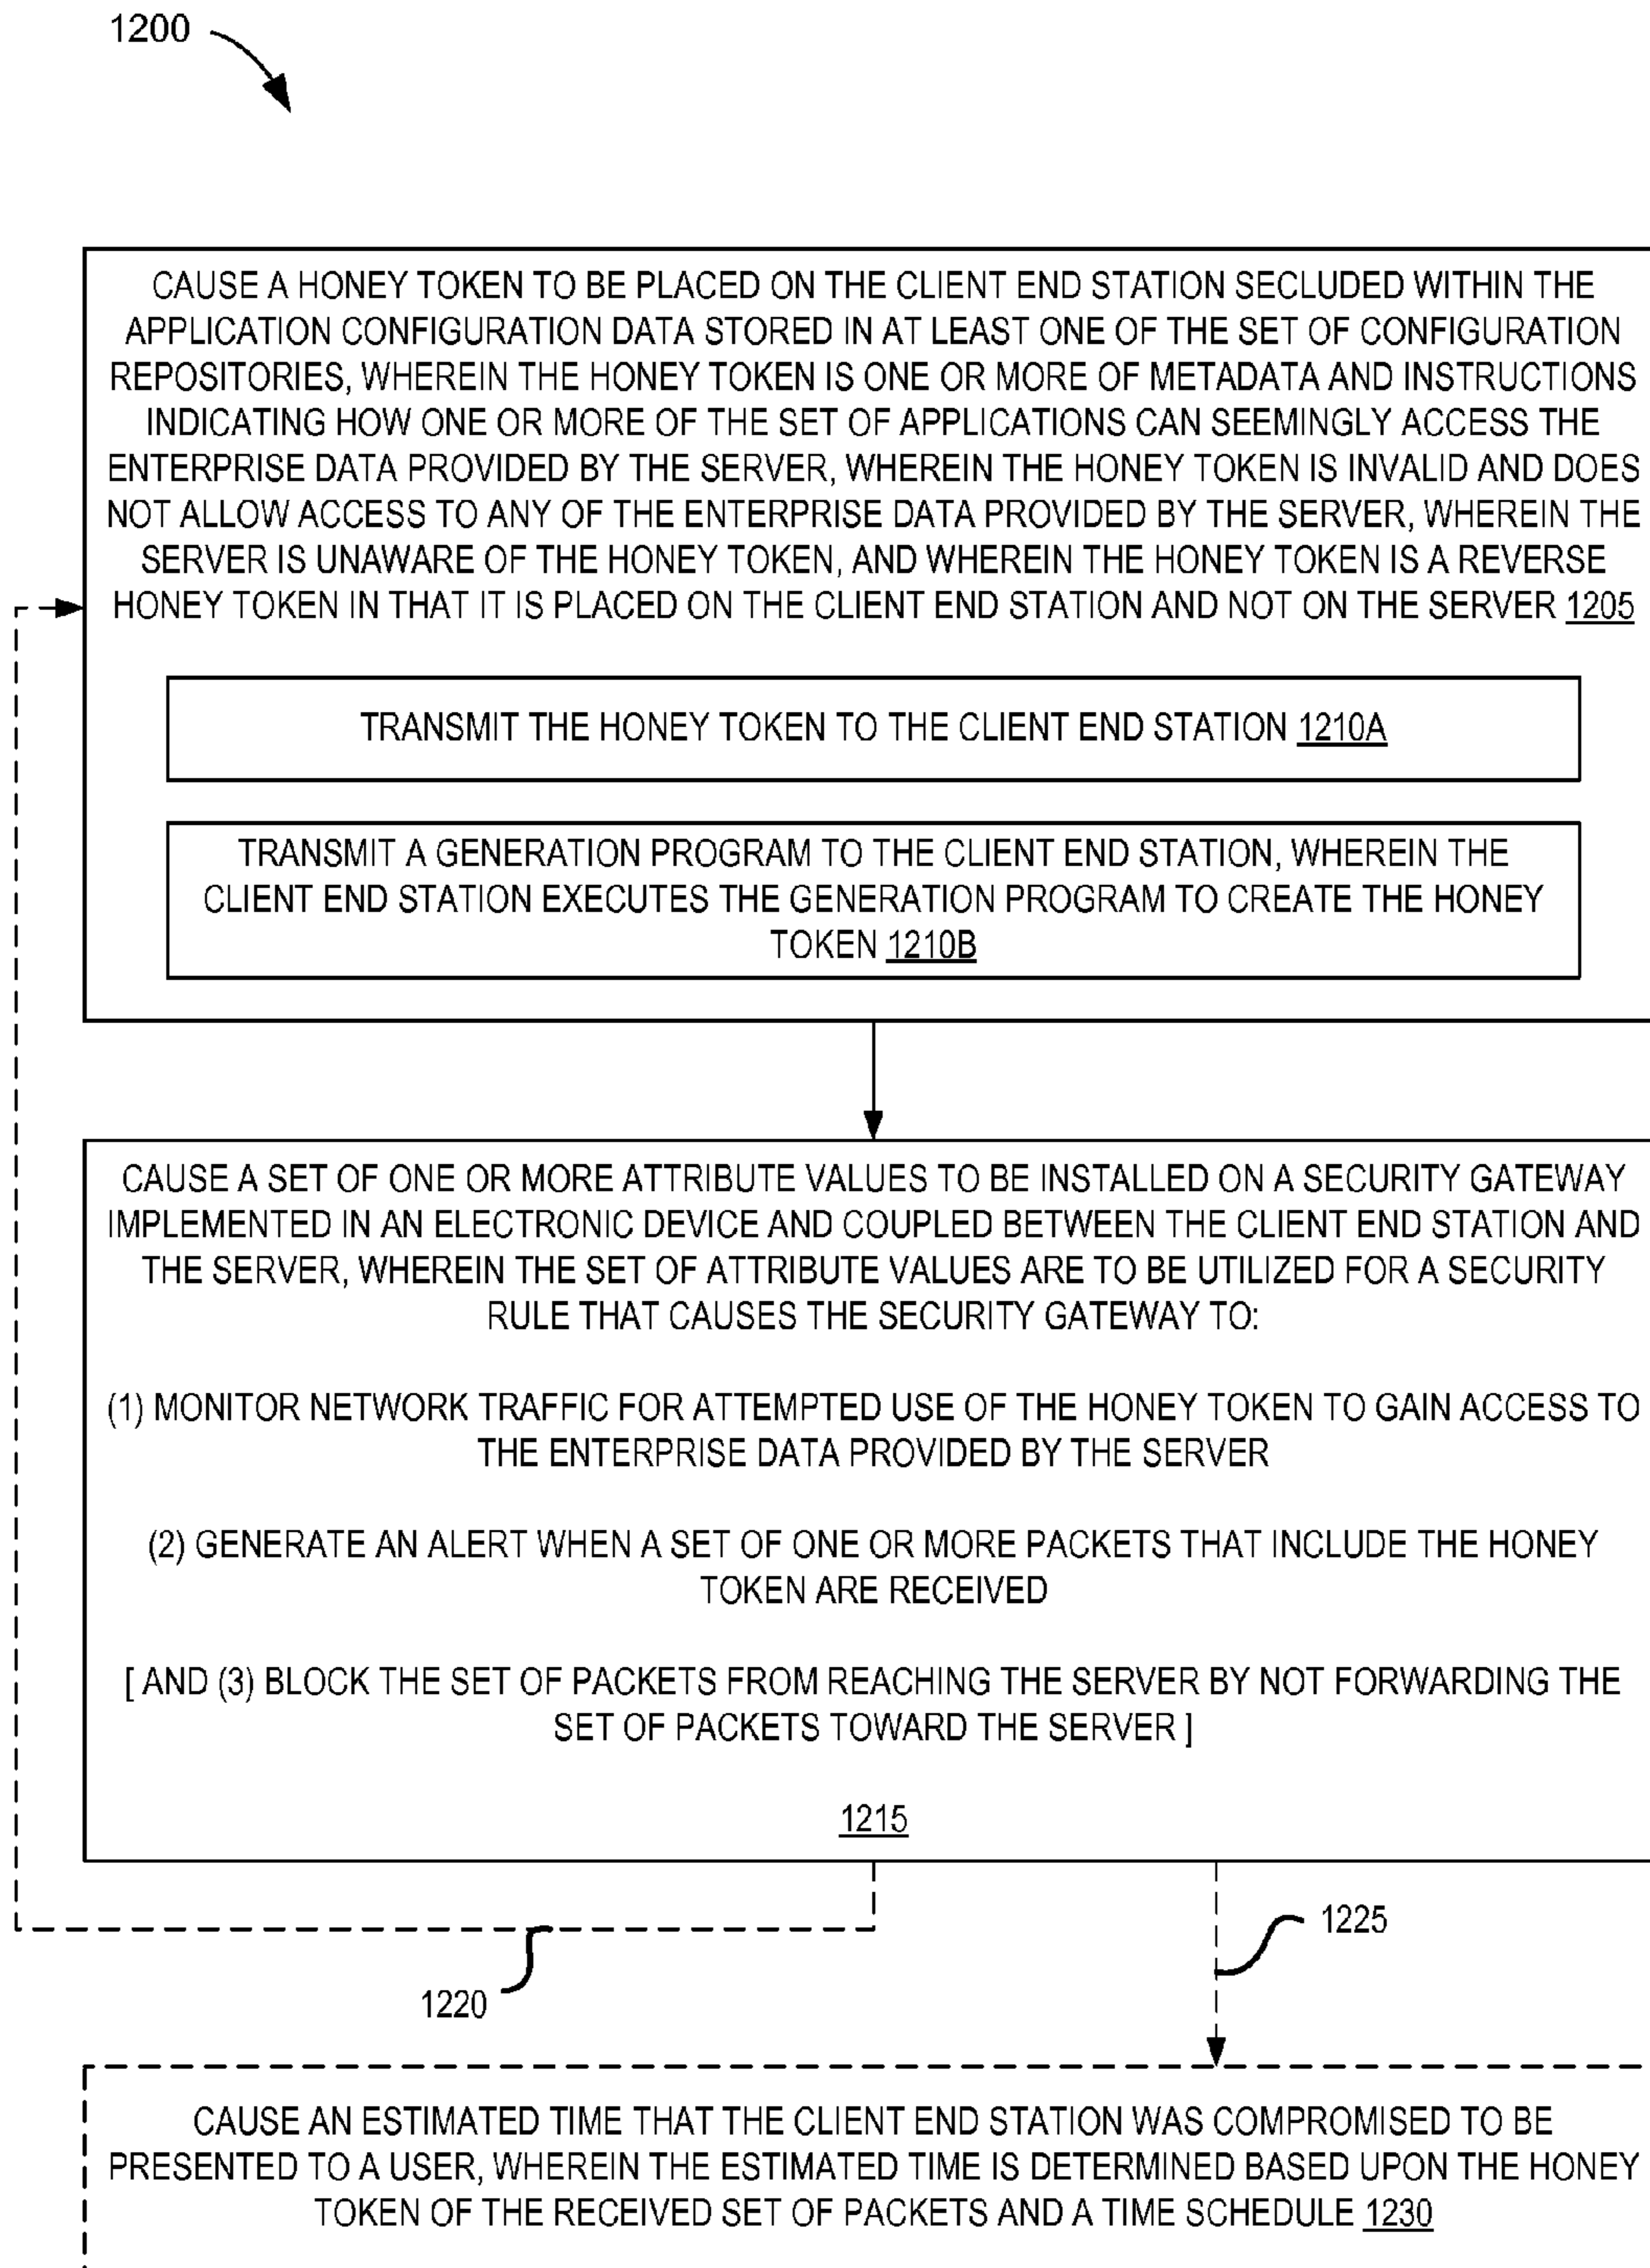 1200
CAUSE A HONEY TOKEN TO BE PLACED ON THE CLIENT END STATION SECLUDED WITHIN THE
APPLICATION CONFIGURATION DATA STORED IN AT LEAST ONE OF THE SET OF CONFIGURATION
REPOSITORIES, WHEREIN THE HONEY TOKEN IS ONE OR MORE OF METADATA AND INSTRUCTIONS
INDICATING HOW ONE OR MORE OF THE SET OF APPLICATIONS CAN SEEMINGLY ACCESS THE
ENTERPRISE DATA PROVIDED BY THE SERVER, WHEREIN THE HONEY TOKEN IS INVALID AND DOES
NOT ALLOW ACCESS TO ANY OF THE ENTERPRISE DATA PROVIDED BY THE SERVER, WHEREIN THE
SERVER IS UNAWARE OF THE HONEY TOKEN, AND WHEREIN THE HONEY TOKEN IS A REVERSE
HONEY TOKEN IN THAT IT IS PLACED ON THE CLIENT END STATION AND NOT ON THE SERVER 1205
TRANSMIT THE HONEY TOKEN TO THE CLIENT END STATION 1210A
TRANSMIT A GENERATION PROGRAM TO THE CLIENT END STATION, WHEREIN THE
CLIENT END STATION EXECUTES THE GENERATION PROGRAM TO CREATE THE HONEY
TOKEN 1210B
CAUSE A SET OF ONE OR MORE ATTRIBUTE VALUES TO BE INSTALLED ON A SECURITY GATEWAY
IMPLEMENTED IN AN ELECTRONIC DEVICE AND COUPLED BETWEEN THE CLIENT END STATION AND
THE SERVER, WHEREIN THE SET OF ATTRIBUTE VALUES ARE TO BE UTILIZED FOR A SECURITY
RULE THAT CAUSES THE SECURITY GATEWAY TO:
(1) MONITOR NETWORK TRAFFIC FOR ATTEMPTED USE OF THE HONEY TOKEN TO GAIN ACCESS TO
THE ENTERPRISE DATA PROVIDED BY THE SERVER
(2) GENERATE AN ALERT WHEN A SET OF ONE OR MORE PACKETS THAT INCLUDE THE HONEY
TOKEN ARE RECEIVED
[ AND (3) BLOCK THE SET OF PACKETS FROM REACHING THE SERVER BY NOT FORWARDING THE
SET OF PACKETS TOWARD THE SERVER ]
1215
1225
1220
CAUSE AN ESTIMATED TIME THAT THE CLIENT END STATION WAS COMPROMISED TO BE
PRESENTED TO A USER, WHEREIN THE ESTIMATED TIME IS DETERMINED BASED UPON THE HONEY
TOKEN OF THE RECEIVED SET OF PACKETS AND A TIME SCHEDULE 1230